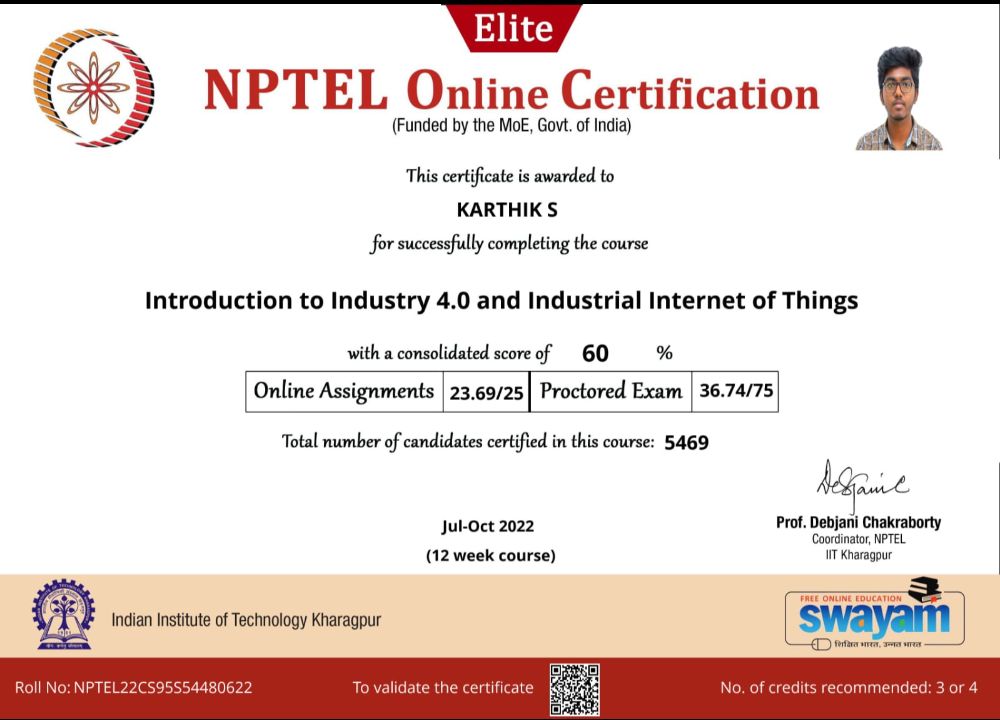 Elite
NPTEL Online Certification
(Funded by the MoE, Govt. of India)
This certificate is awarded to
KARTHIK S
for successfully completing the course
Introduction to Industry 4.0 and Industrial Internet of Things
with a consolidated score of 60 %
Online Assignments 23.69/25 Proctored Exam 36.74/75
Total number of candidates certified in this course: 5469
Jul-Oct 2022
(12 week course)
Prof. Debjani Chakraborty
Coordinator, NPTEL
IIT Kharagpur
Indian Institute of Technology Kharagpur
FREE ONLINE EDUCATION
swayam
शिक्षित भारत, उन्नत भारत
Roll No: NPTEL22CS95S54480622
To validate the certificate
No. of credits recommended: 3 or 4